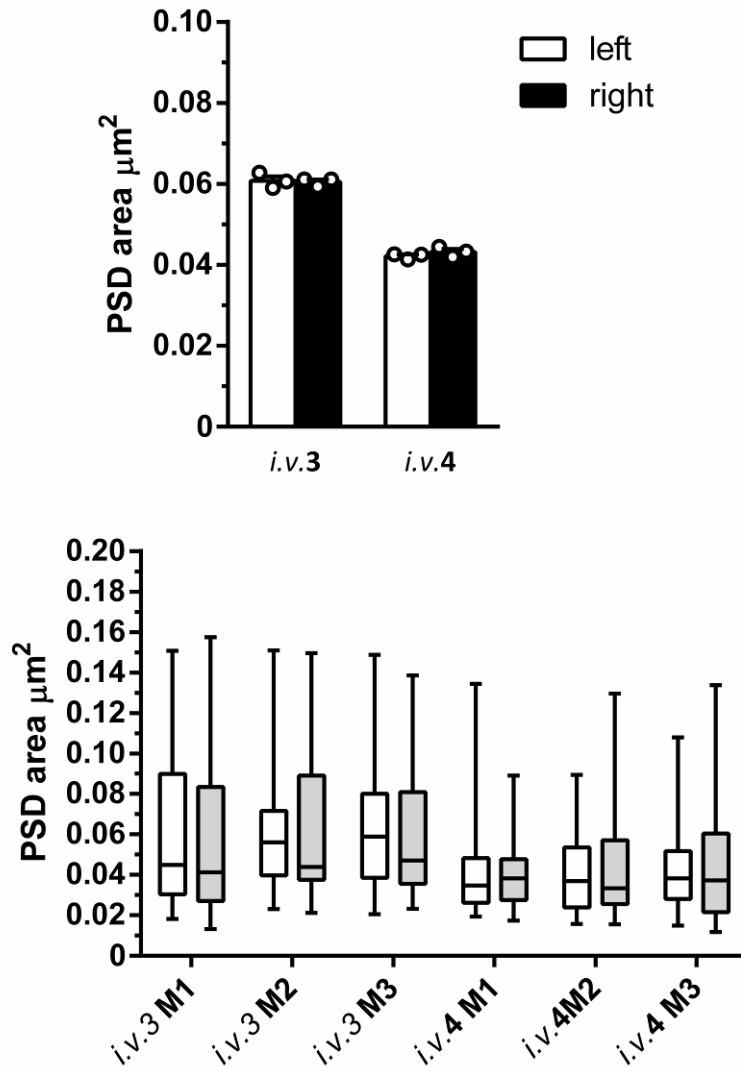 left
right
PSD area μm²
0.10
0.08
0.06
0.04
0.02
0
i.v.3
i.v.4
PSD area μm²
0.20
0.18
0.16
0.14
0.12
0.10
0.08
0.06
0.04
0.02
0
i.v.3 M1
i.v.3 M2
i.v.3 M3
i.v.4 M1
i.v.4M2
i.v.4 M3